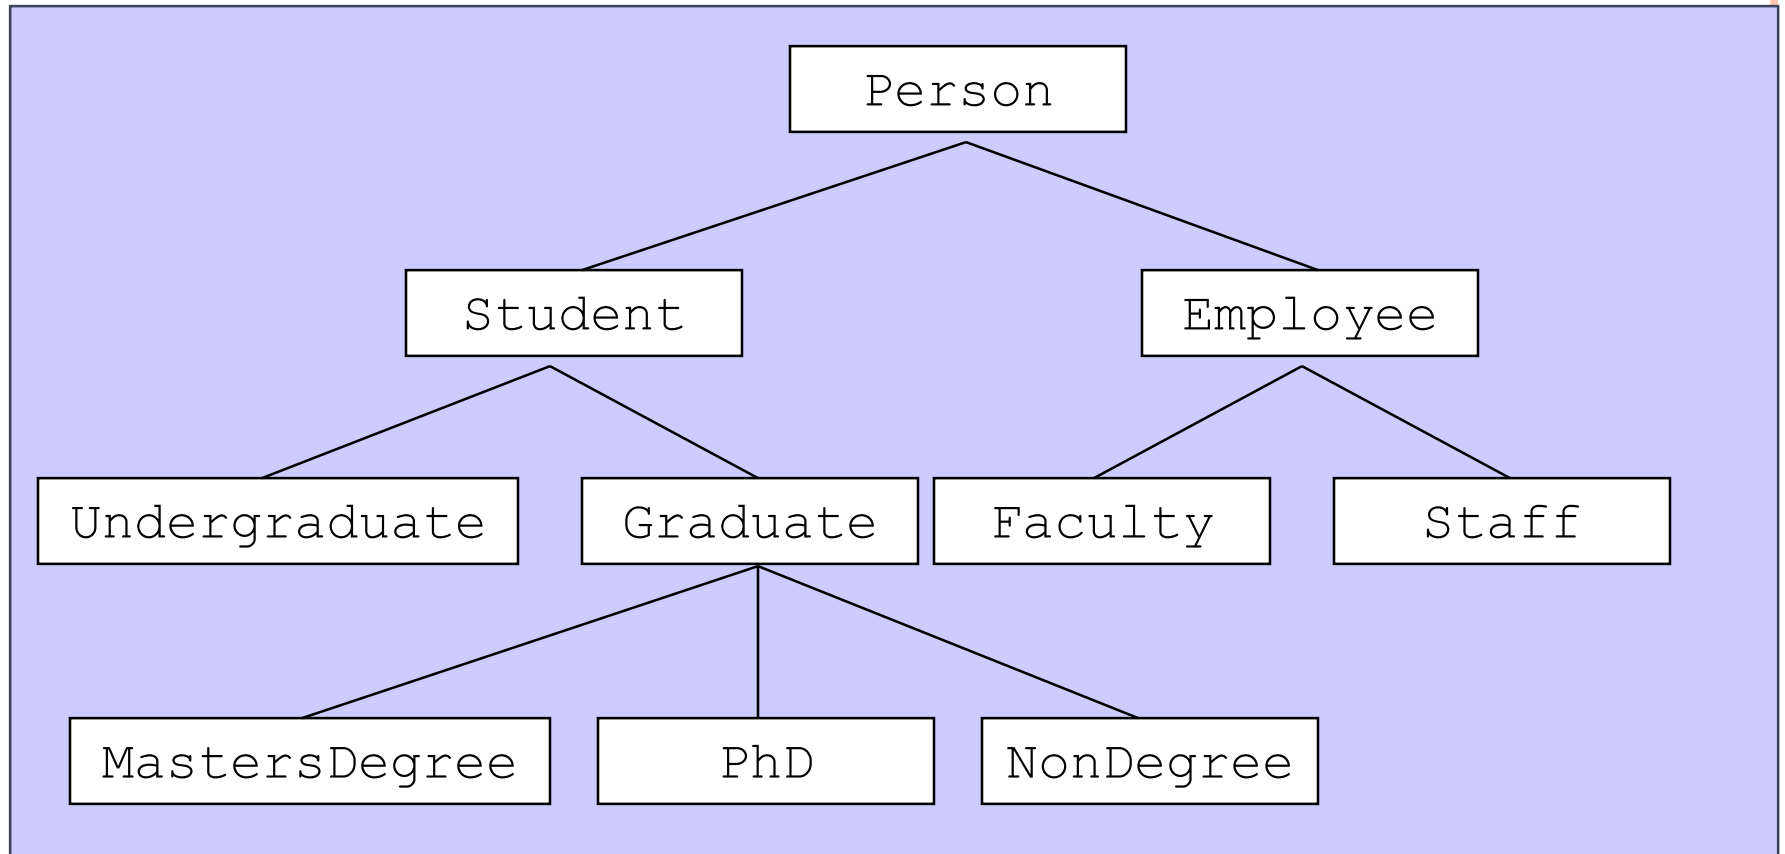 Person
Student
Employee
Undergraduate
Graduate
Faculty
Staff
MastersDegree
PhD
NonDegree